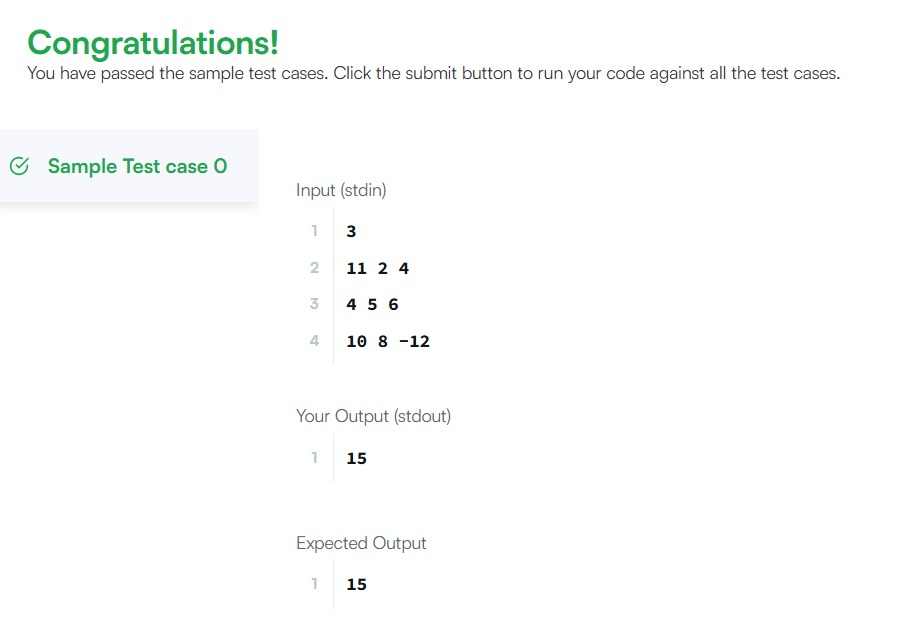 Congratulations!
You have passed the sample test cases. Click the submit button to run your code against all the test cases.
Sample Test case 0
Input (stdin)
1 3
2 11 2 4
3 4 5 6
4 10 8 -12
Your Output (stdout)
1 15
Expected Output
1 15